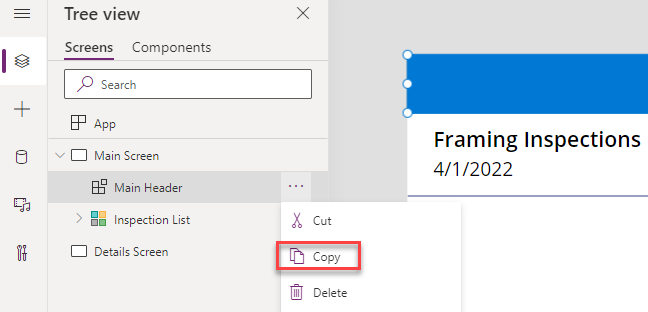 Tree view
Screens Components
Search
App
Main Screen
Main Header
Inspection List
Details Screen
Cut
Copy
Delete
Framing Inspections
4/1/2022